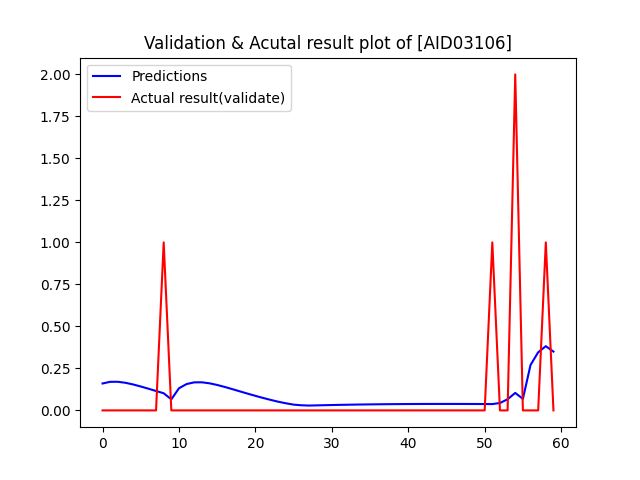 Validation & Acutal result plot of [AID03106]
Predictions
Actual result(validate)
2.00
1.75
1.50
1.25
1.00
0.75
0.50
0.25
0.00
0 10 20 30 40 50 60